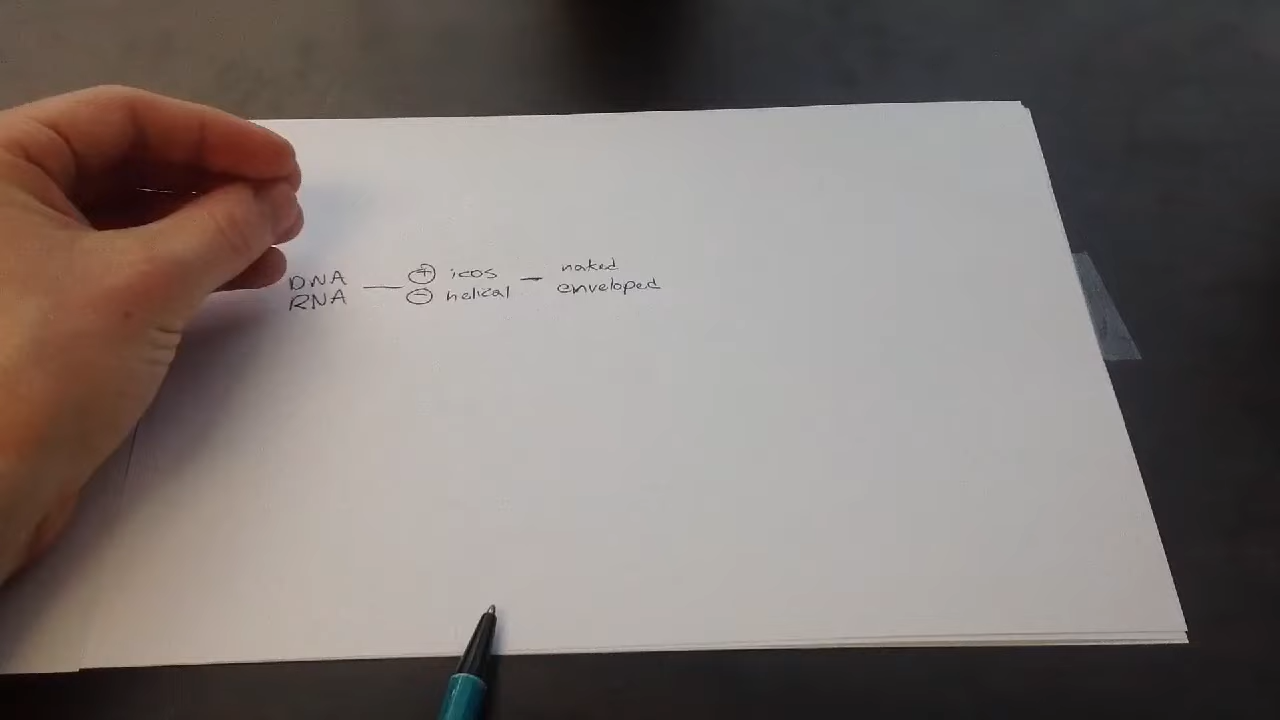 DNA — ⊕ icos — naked
RNA ⊖ helical enveloped